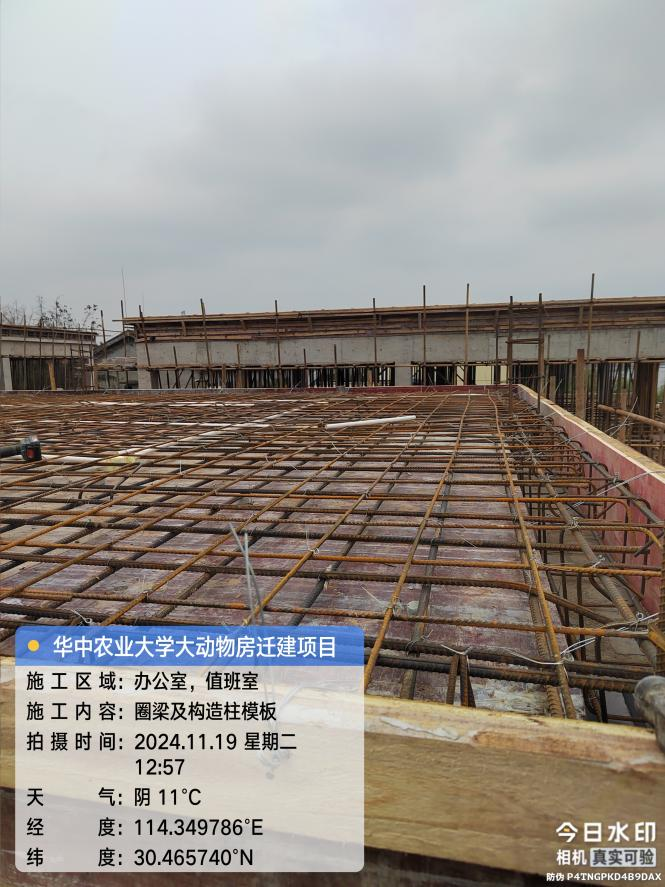 华中农业大学大动物房迁建项目
施工区域：办公室，值班室
施工内容：圈梁及构造柱模板
拍摄时间：2024.11.19 星期二
12:57
天气：阴 11°C
经度：114.349786°E
纬度：30.465740°N
今日水印
相机 真实可验
防伪 P4TNGPKD4B9DAX